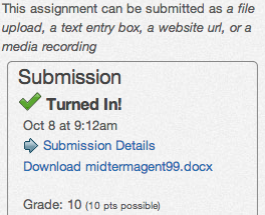 This assignment can be submitted as a file
upload, a text entry box, a website url, or a
media recording
Submission
Turned In!
Oct 8 at 9:12am
Submission Details
Download midtermagent99.docx
Grade: 10 (10 pts possible)